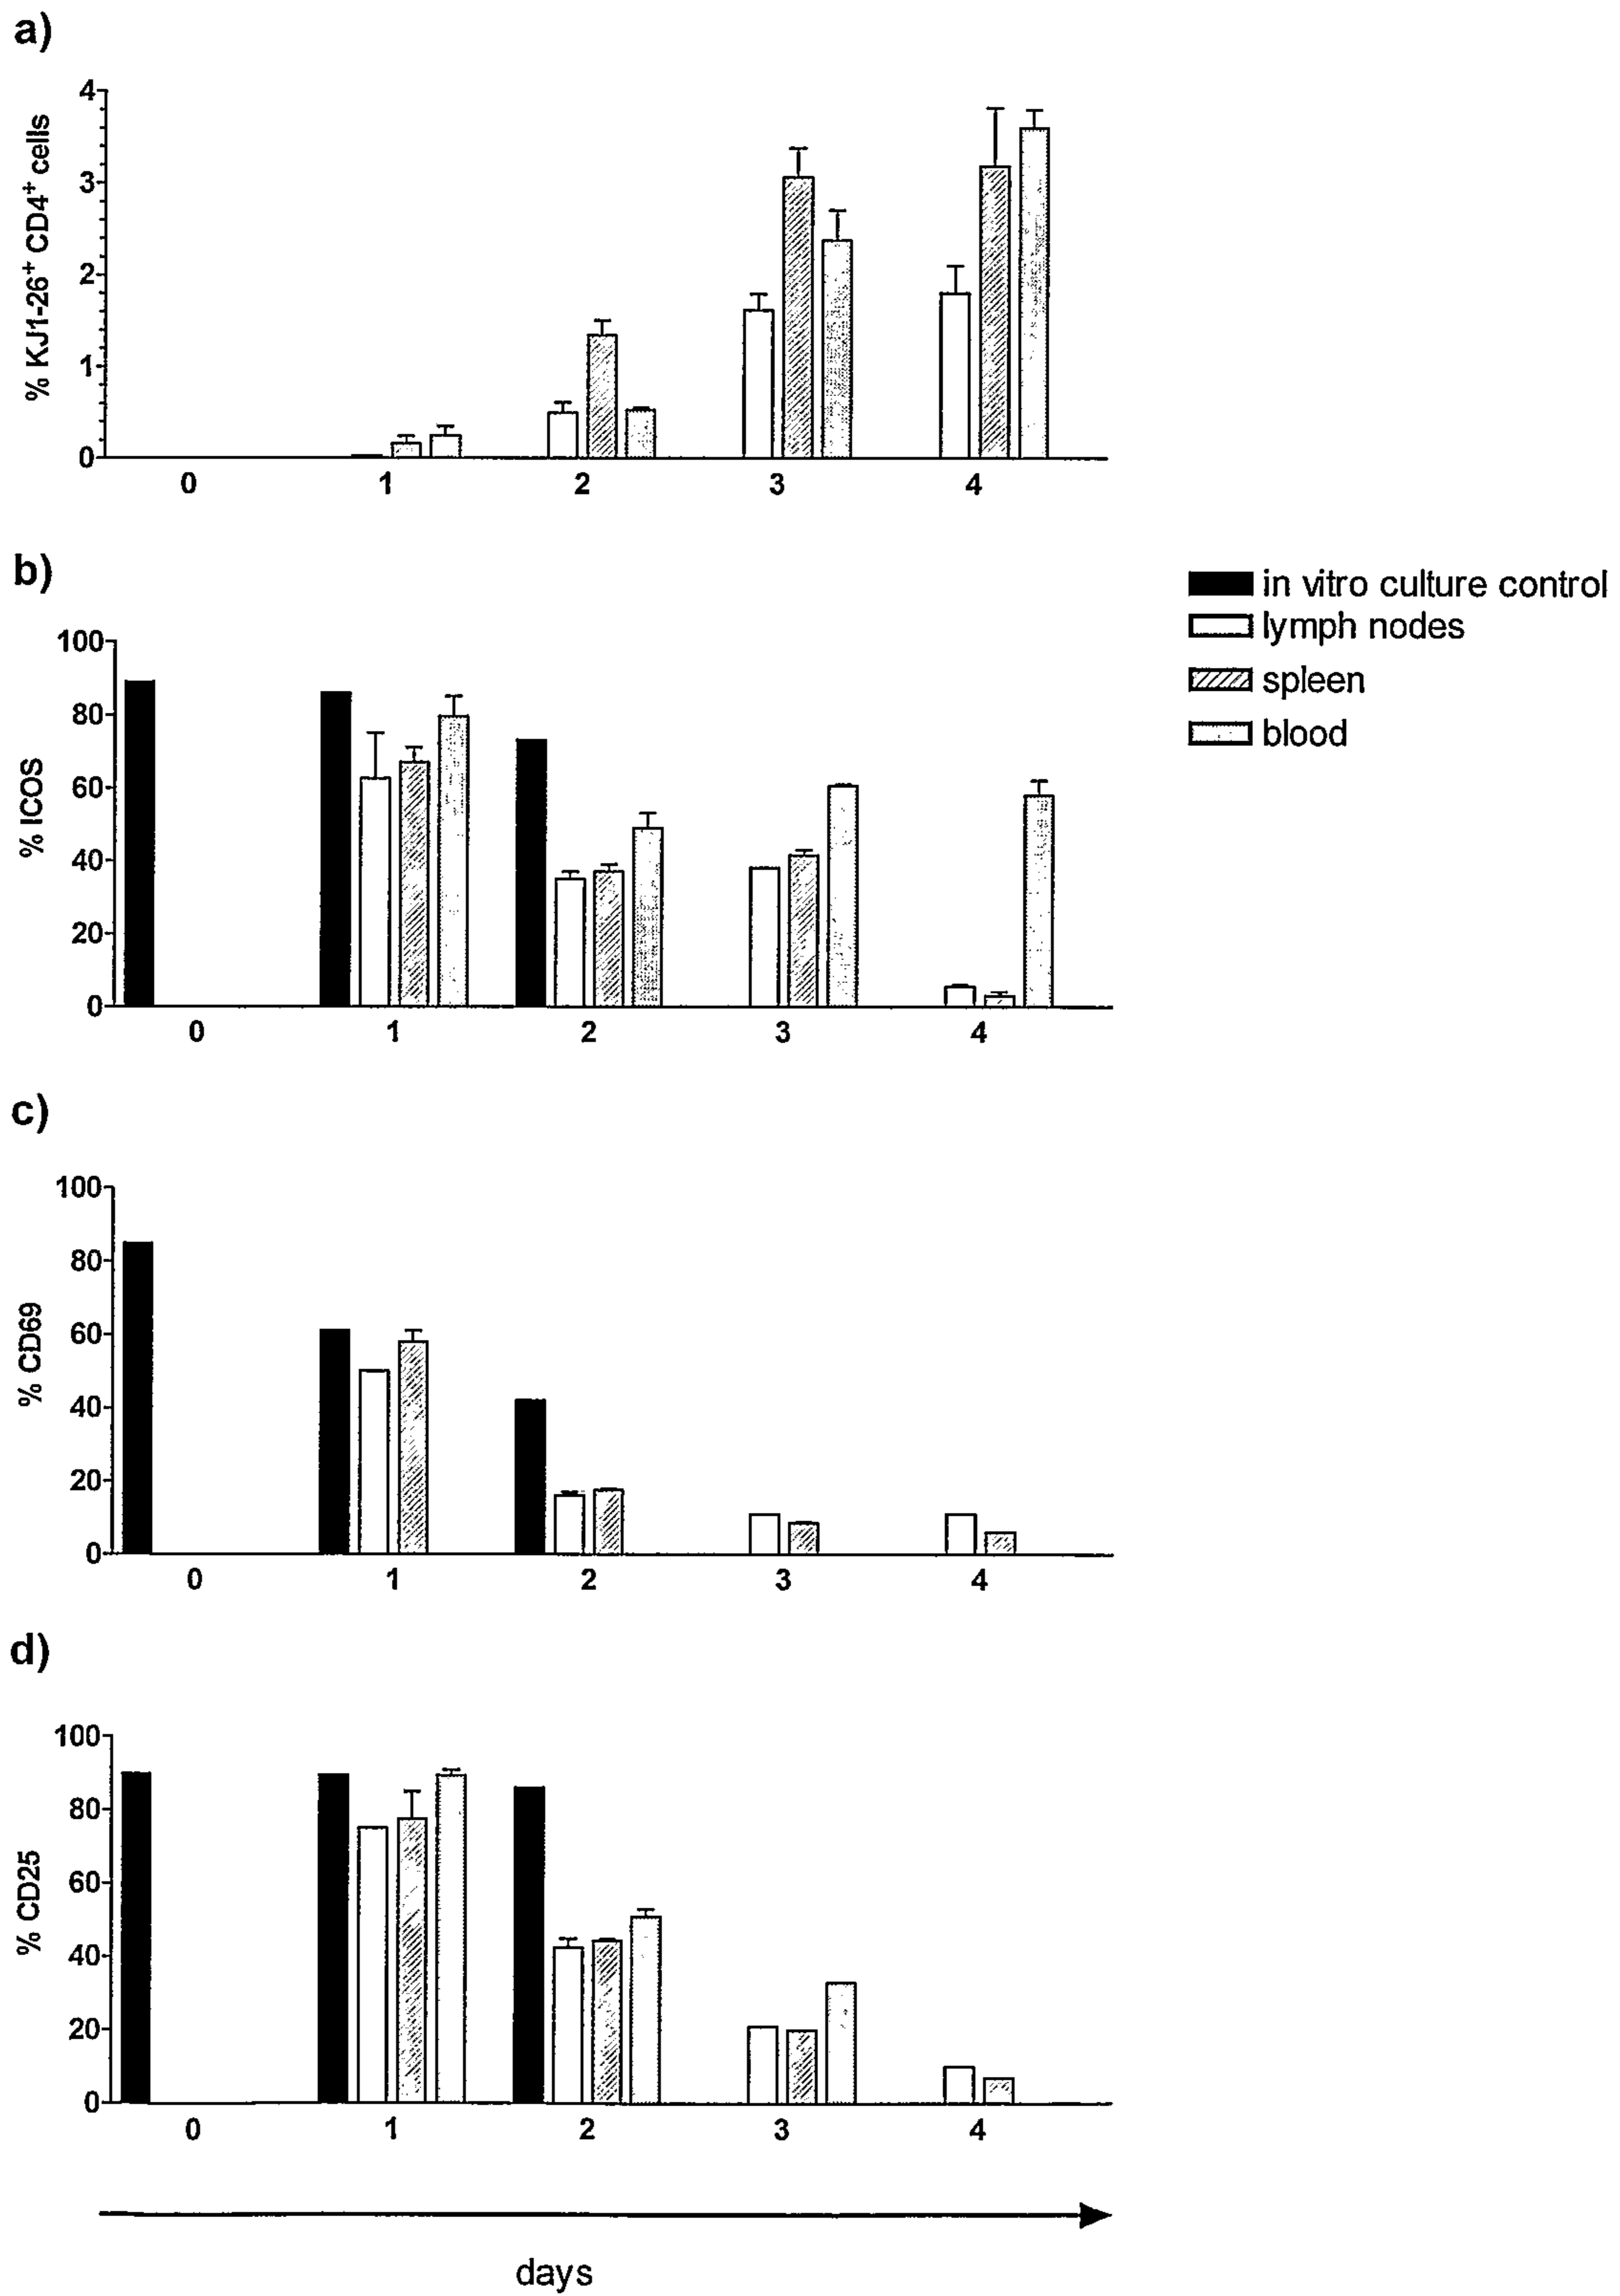 a)
% KJ1-26+ CD4+ cells
4
3
2
1
0
0 1 2 3 4
b)
in vitro culture control
lymph nodes
spleen
blood
% ICOS
100
80
60
40
20
0
0 1 2 3 4
c)
% CD69
100
80
60
40
20
0
0 1 2 3 4
d)
% CD25
100
80
60
40
20
0
0 1 2 3 4
days